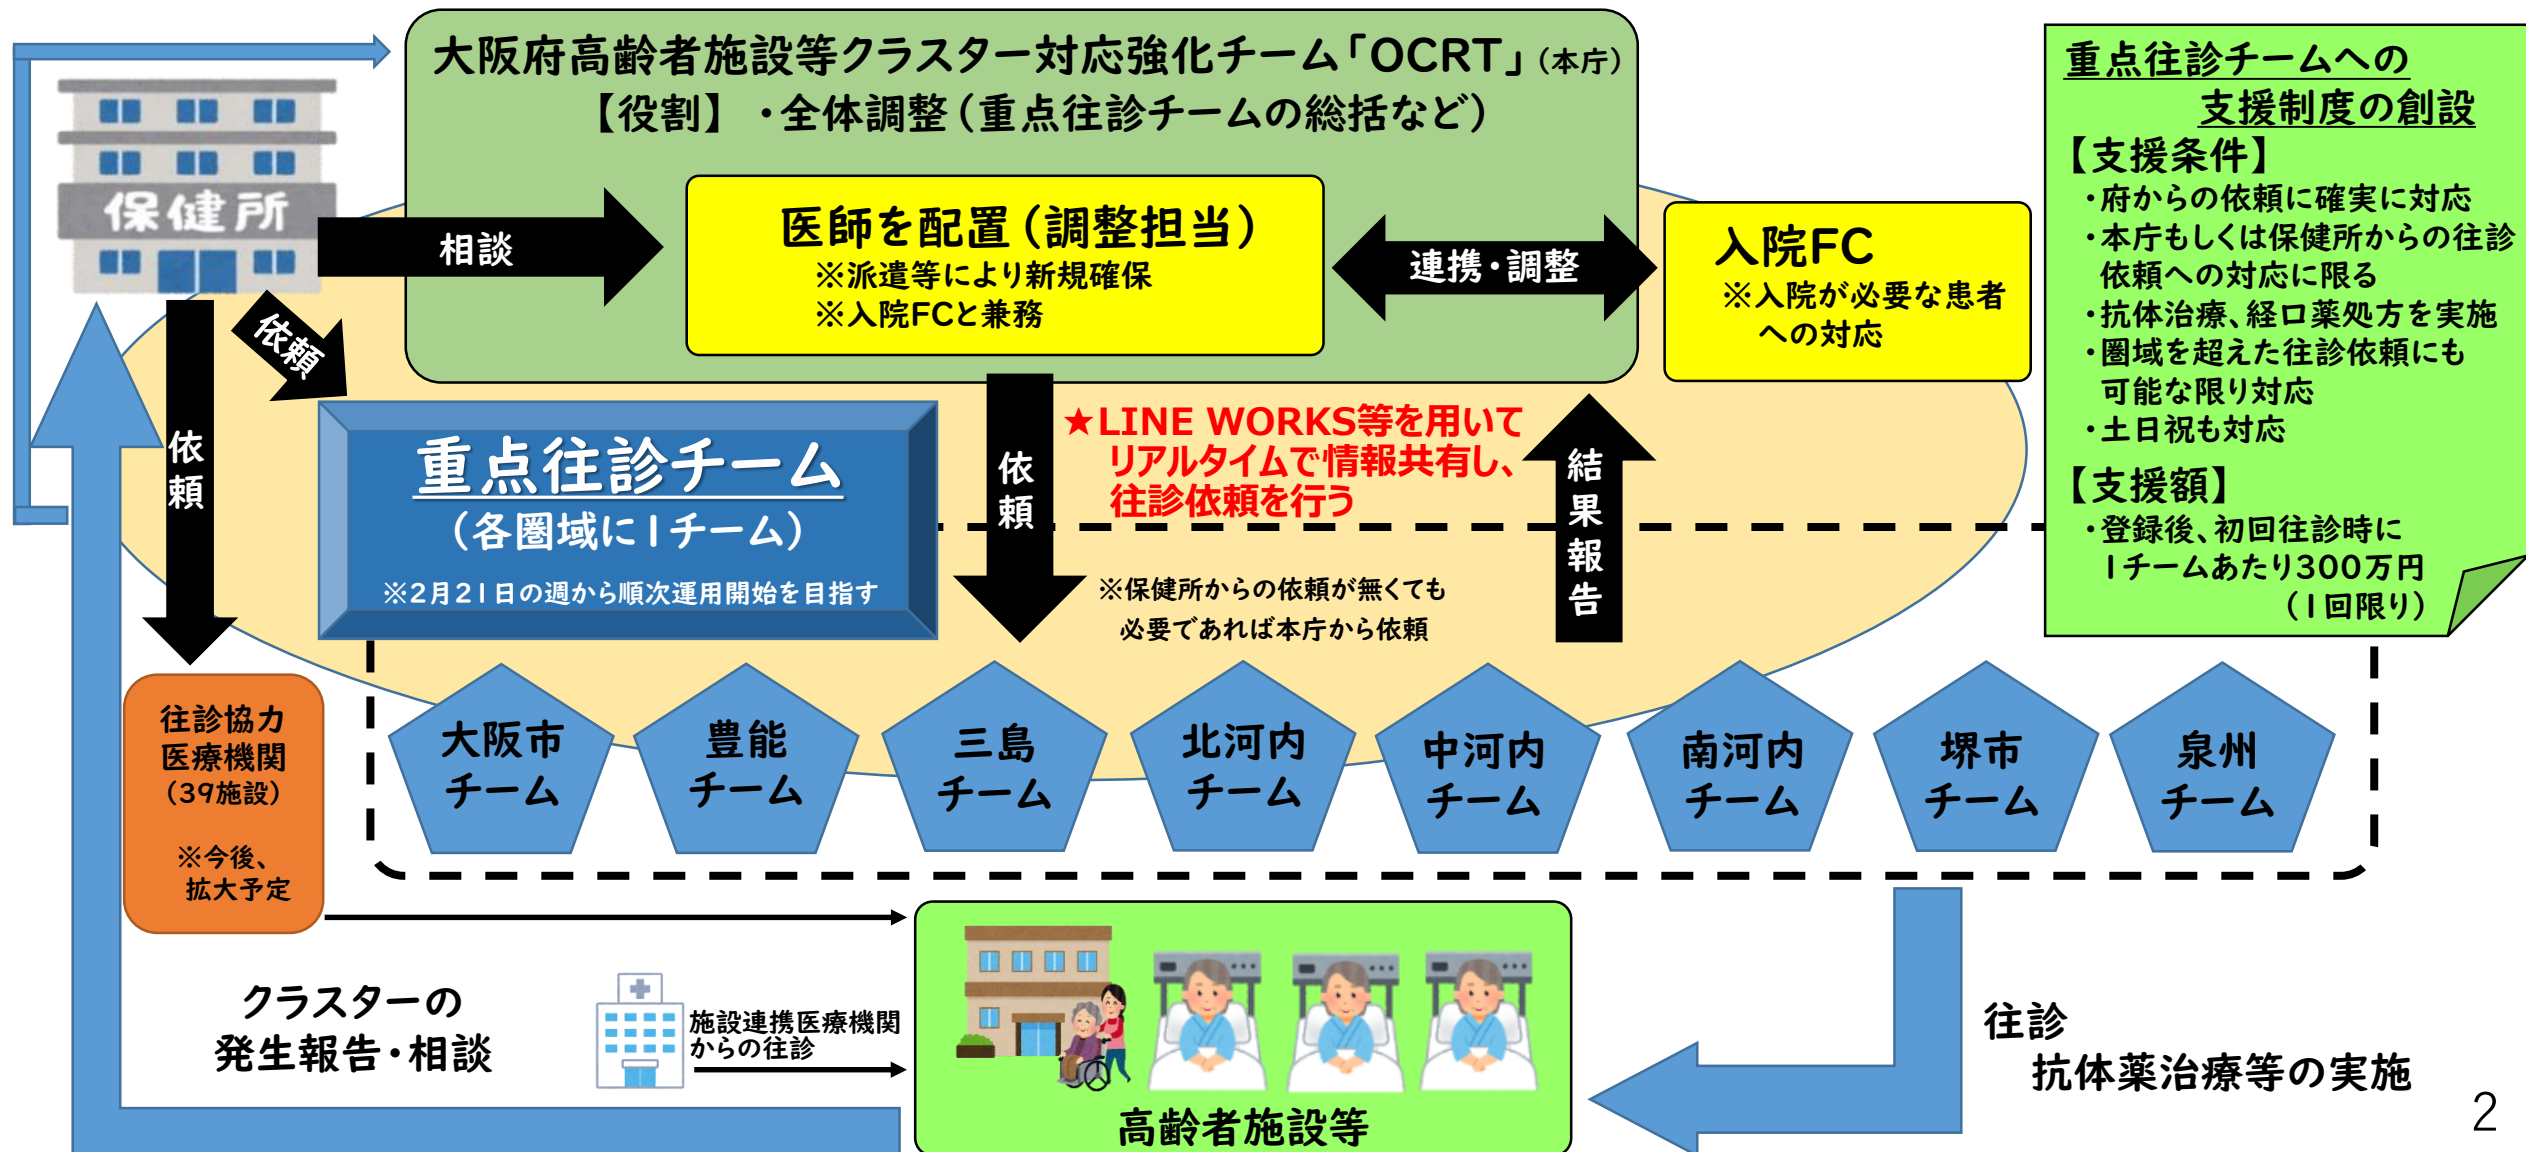 大阪府高齢者施設等クラスター対応強化チーム「OCRT」（本庁）
【役割】・全体調整（重点往診チームの総括など）
保健所
相談
医師を配置（調整担当）
※派遣等により新規確保
※入院FCと兼務
連携・調整
入院FC
※入院が必要な患者
への対応
重点往診チームへの
支援制度の創設
【支援条件】
・府からの依頼に確実に対応
・本庁もしくは保健所からの往診
依頼への対応に限る
・抗体治療、経口薬処方を実施
・圏域を超えた往診依頼にも
可能な限り対応
・土日祝も対応
【支援額】
・登録後、初回往診時に
1チームあたり300万円
（1回限り）
依頼
依頼
重点往診チーム
（各圏域に1チーム）
※2月21日の週から順次運用開始を目指す
依頼
★LINE WORKS等を用いて
リアルタイムで情報共有し、
往診依頼を行う
※保健所からの依頼が無くても
必要であれば本庁から依頼
結果報告
往診協力
医療機関
（39施設）
※今後、
拡大予定
大阪市
チーム
豊能
チーム
三島
チーム
北河内
チーム
中河内
チーム
南河内
チーム
堺市
チーム
泉州
チーム
クラスターの
発生報告・相談
施設連携医療機関
からの往診
高齢者施設等
往診
抗体薬治療等の実施
2